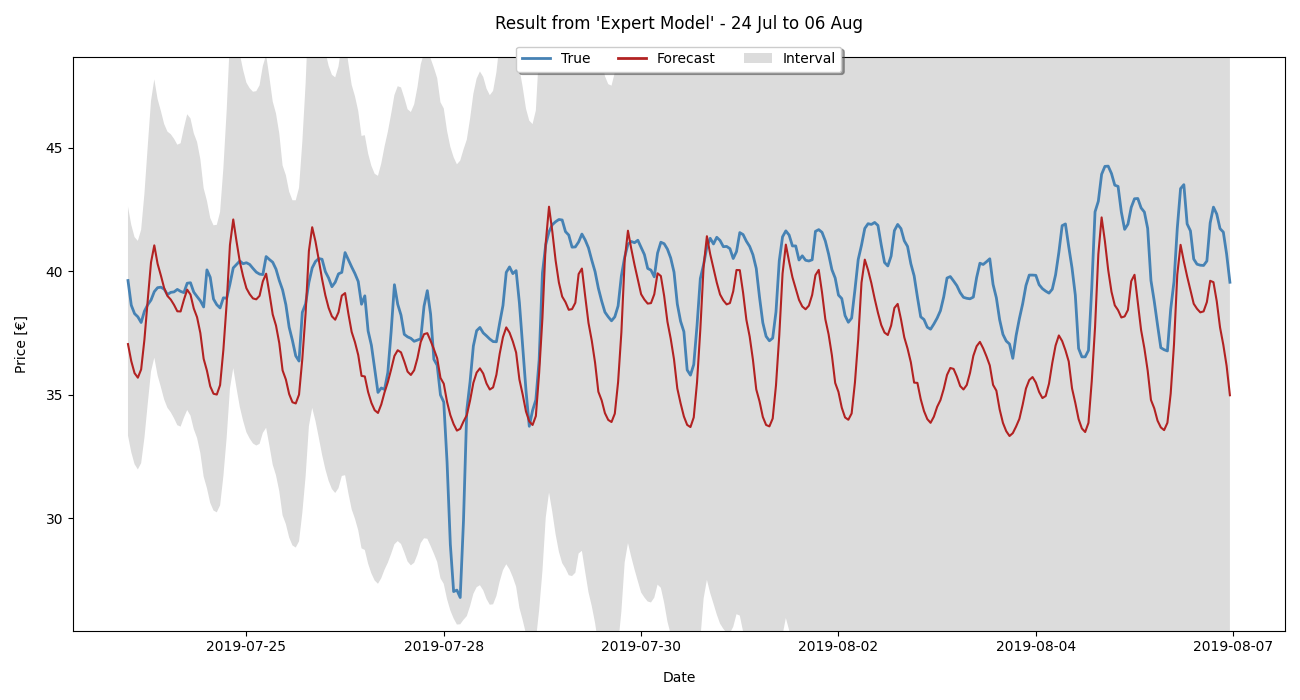 Result from 'Expert Model' - 24 Jul to 06 Aug
True Forecast Interval
45
40
35
30
Price [€]
2019-07-25 2019-07-28 2019-07-30 2019-08-02 2019-08-04 2019-08-07
Date